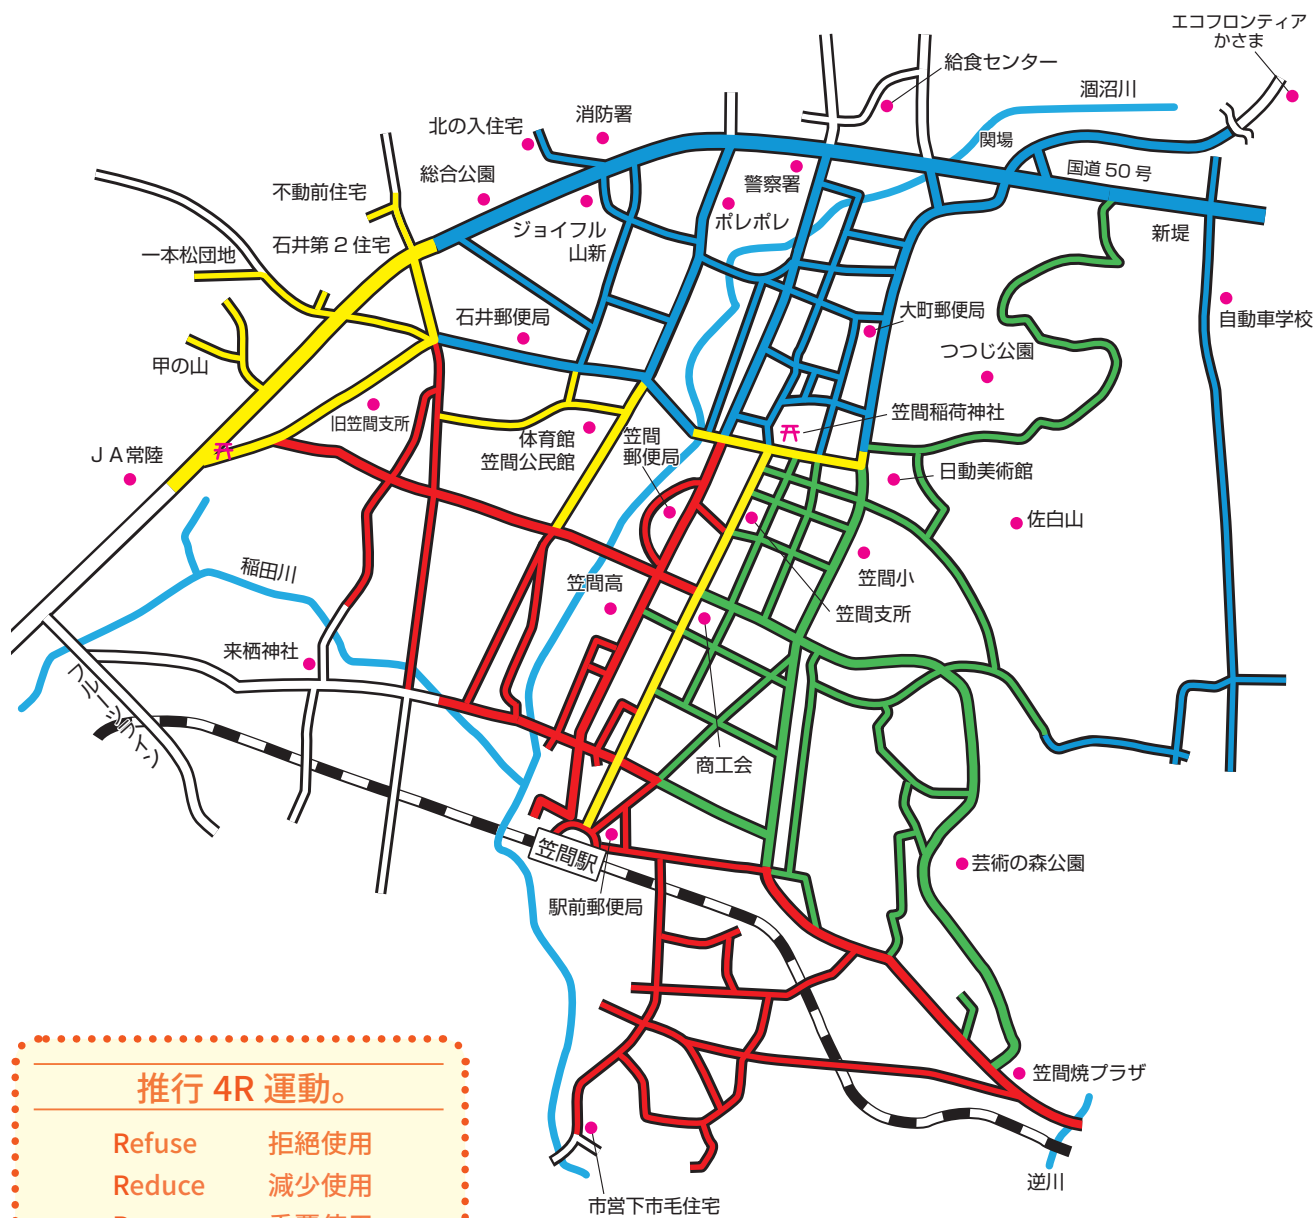 エコフロンティア
かさま
給食センター
涸沼川
消防署
北の入住宅
関場
国道 50 号
総合公園
警察署
不動前住宅
ポレポレ
ジョイフル
山新
新堤
石井第 2 住宅
一本松団地
石井郵便局
大町郵便局
自動車学校
つつじ公園
甲の山
旧笠間支所
笠間稲荷神社
体育館
笠間公民館
笠間
郵便局
ＪＡ常陸
日動美術館
佐白山
稲田川
笠間高
笠間小
笠間支所
来栖神社
フルーツライン
商工会
笠間駅
芸術の森公園
駅前郵便局
笠間焼プラザ
逆川
市営下市毛住宅
推行 4R 運動。
Refuse 拒絕使用
Reduce 減少使用